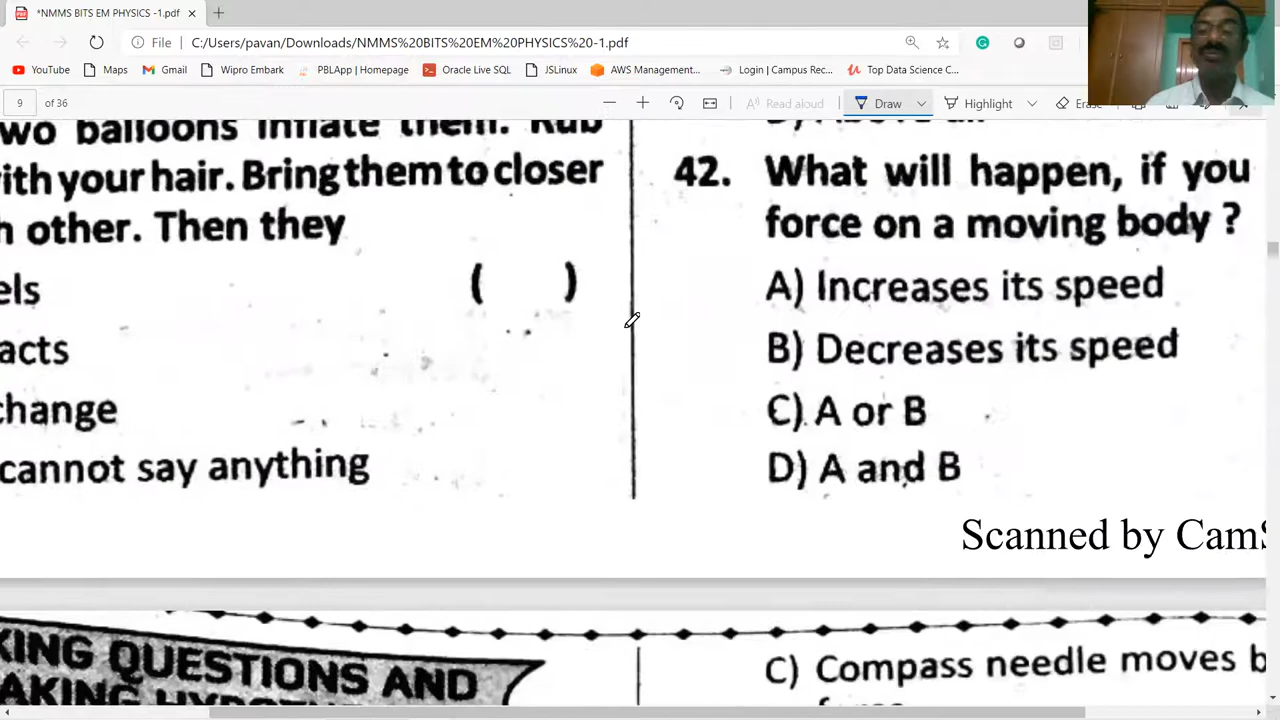 *NMMS BITS EM PHYSICS -1.pdf
File
C:/Users/pavan/Downloads/NMMS%20BITS%20EM%20PHYSICS%20-1.pdf
YouTube
Maps
Gmail
Wipro Embark
PBLApp | Homepage
Oracle Live SQL
JSLinux
AWS Management...
Login | Campus Rec...
Top Data Science C...
9 of 36
Read aloud
Draw
Highlight
Erase
wo balloons inflate them. Rub
ith your hair. Bring them to closer
h other. Then they
els ( )
acts
change
cannot say anything
42. What will happen, if you
force on a moving body ?
A) Increases its speed
B) Decreases its speed
C) A or B
D) A and B
Scanned by CamS
KING QUESTIONS AND
C) Compass needle moves b